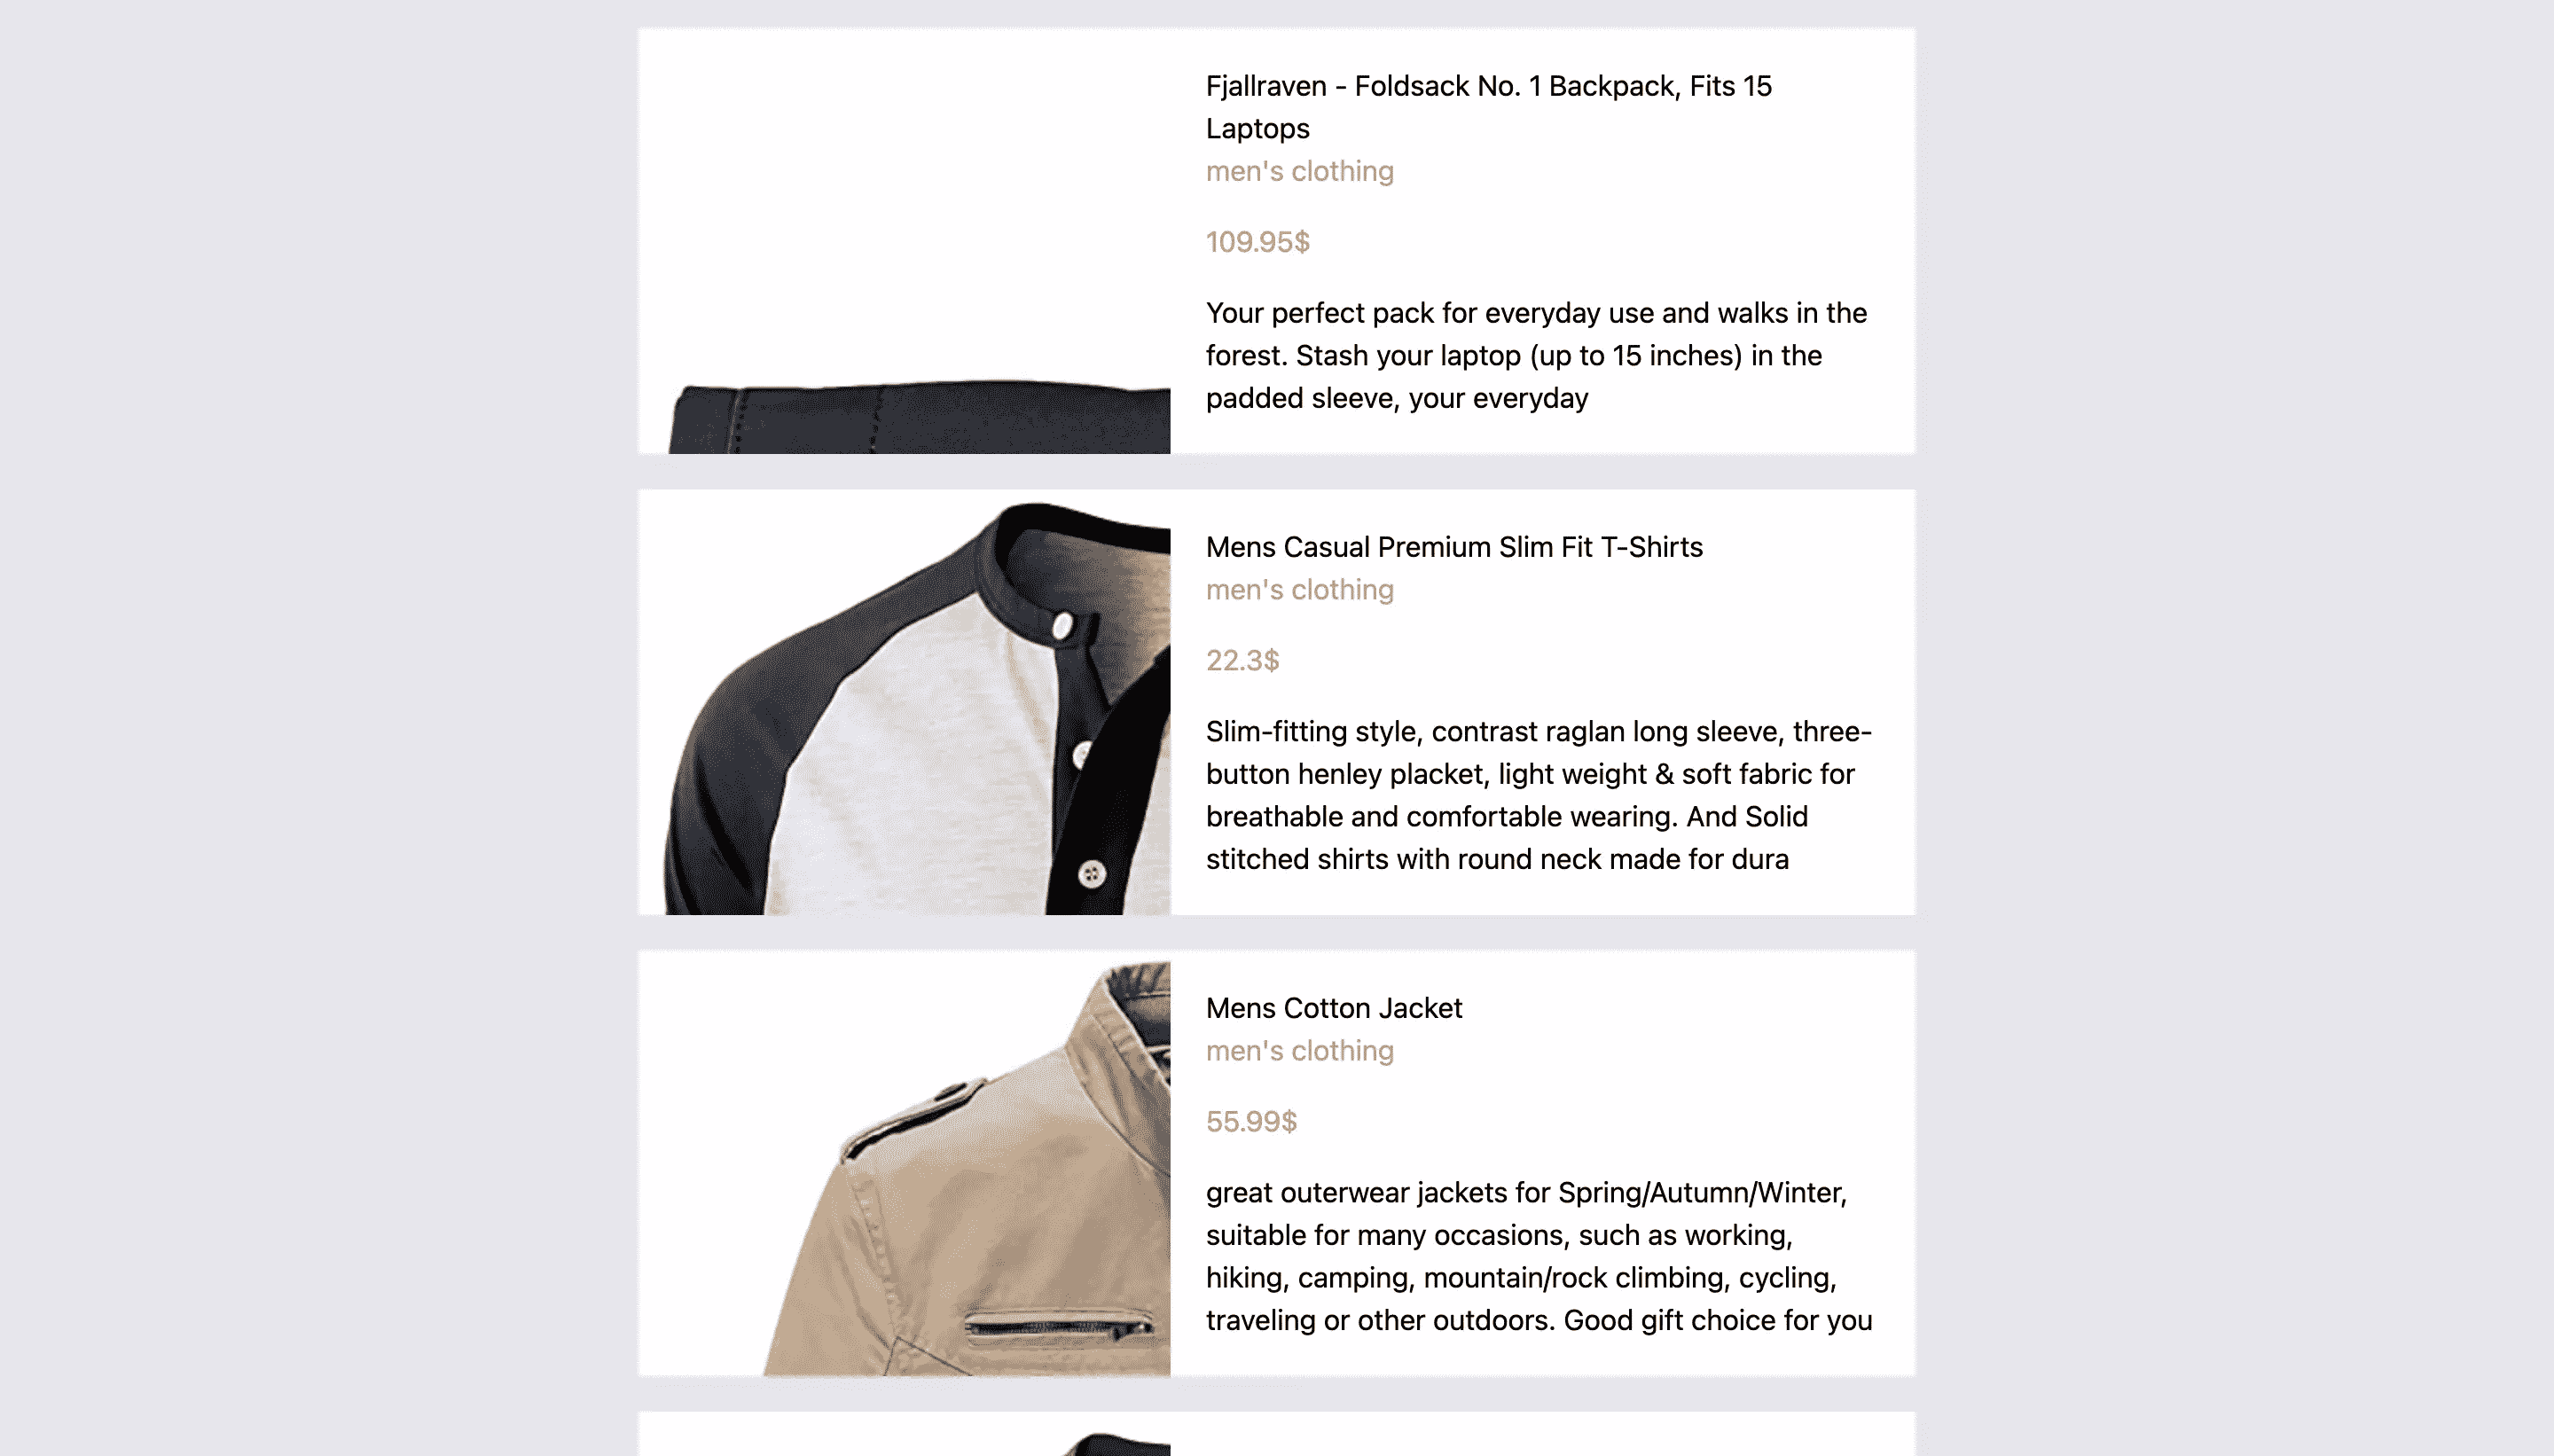 Fjallraven - Foldsack No. 1 Backpack, Fits 15
Laptops
men's clothing
109.95$
Your perfect pack for everyday use and walks in the
forest. Stash your laptop (up to 15 inches) in the
padded sleeve, your everyday
Mens Casual Premium Slim Fit T-Shirts
men's clothing
22.3$
Slim-fitting style, contrast raglan long sleeve, three-
button henley placket, light weight & soft fabric for
breathable and comfortable wearing. And Solid
stitched shirts with round neck made for dura
Mens Cotton Jacket
men's clothing
55.99$
great outerwear jackets for Spring/Autumn/Winter,
suitable for many occasions, such as working,
hiking, camping, mountain/rock climbing, cycling,
traveling or other outdoors. Good gift choice for you